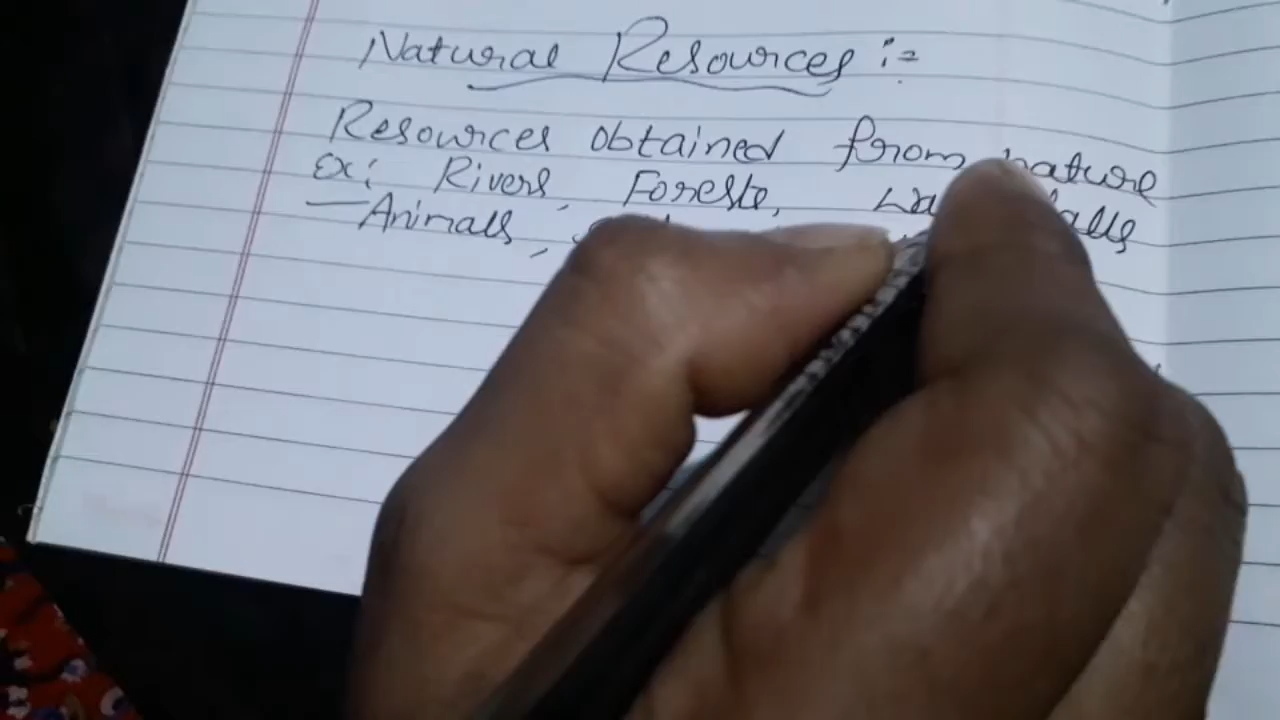 Natural Resources :-
Resources obtained from nature
Ex: Rivers, Forests,
Animals,